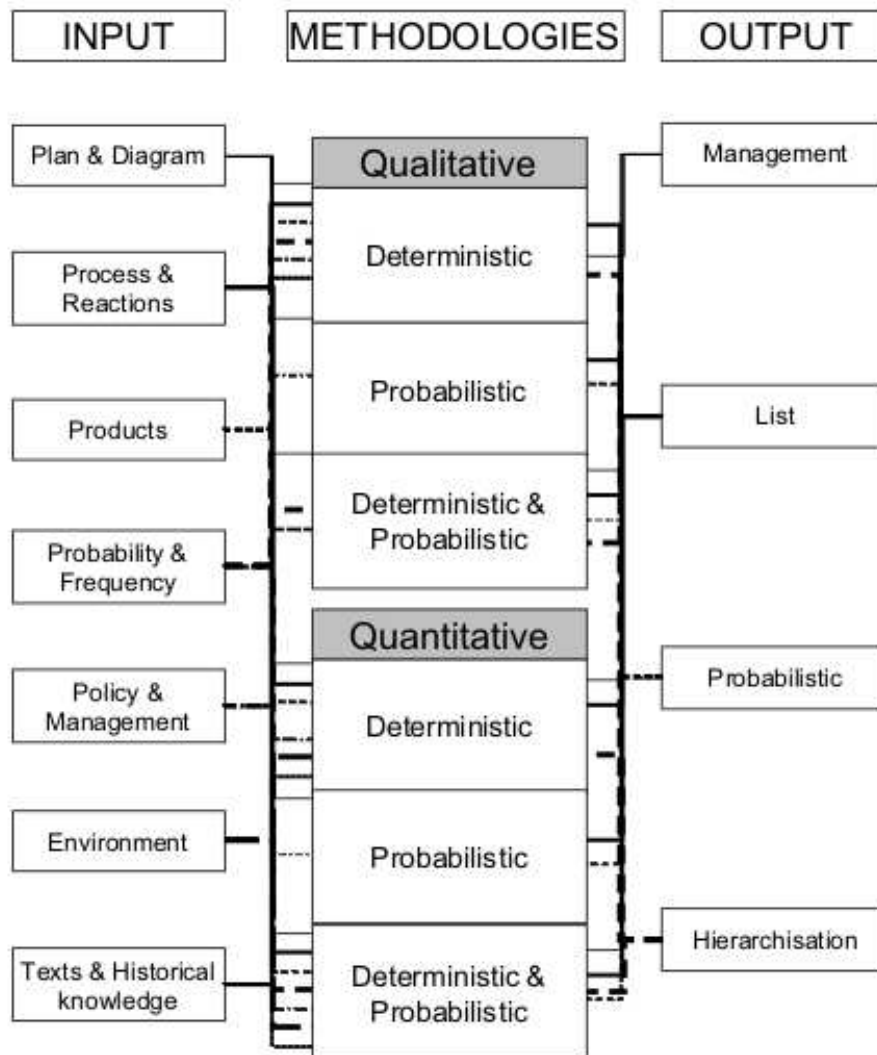 INPUT
METHODOLOGIES
OUTPUT
Plan & Diagram
Process &
Reactions
Products
Probability &
Frequency
Policy &
Management
Environment
Texts & Historical
knowledge
Qualitative
Deterministic
Probabilistic
Deterministic &
Probabilistic
Quantitative
Deterministic
Probabilistic
Deterministic &
Probabilistic
Management
List
Probabilistic
Hierarchisation